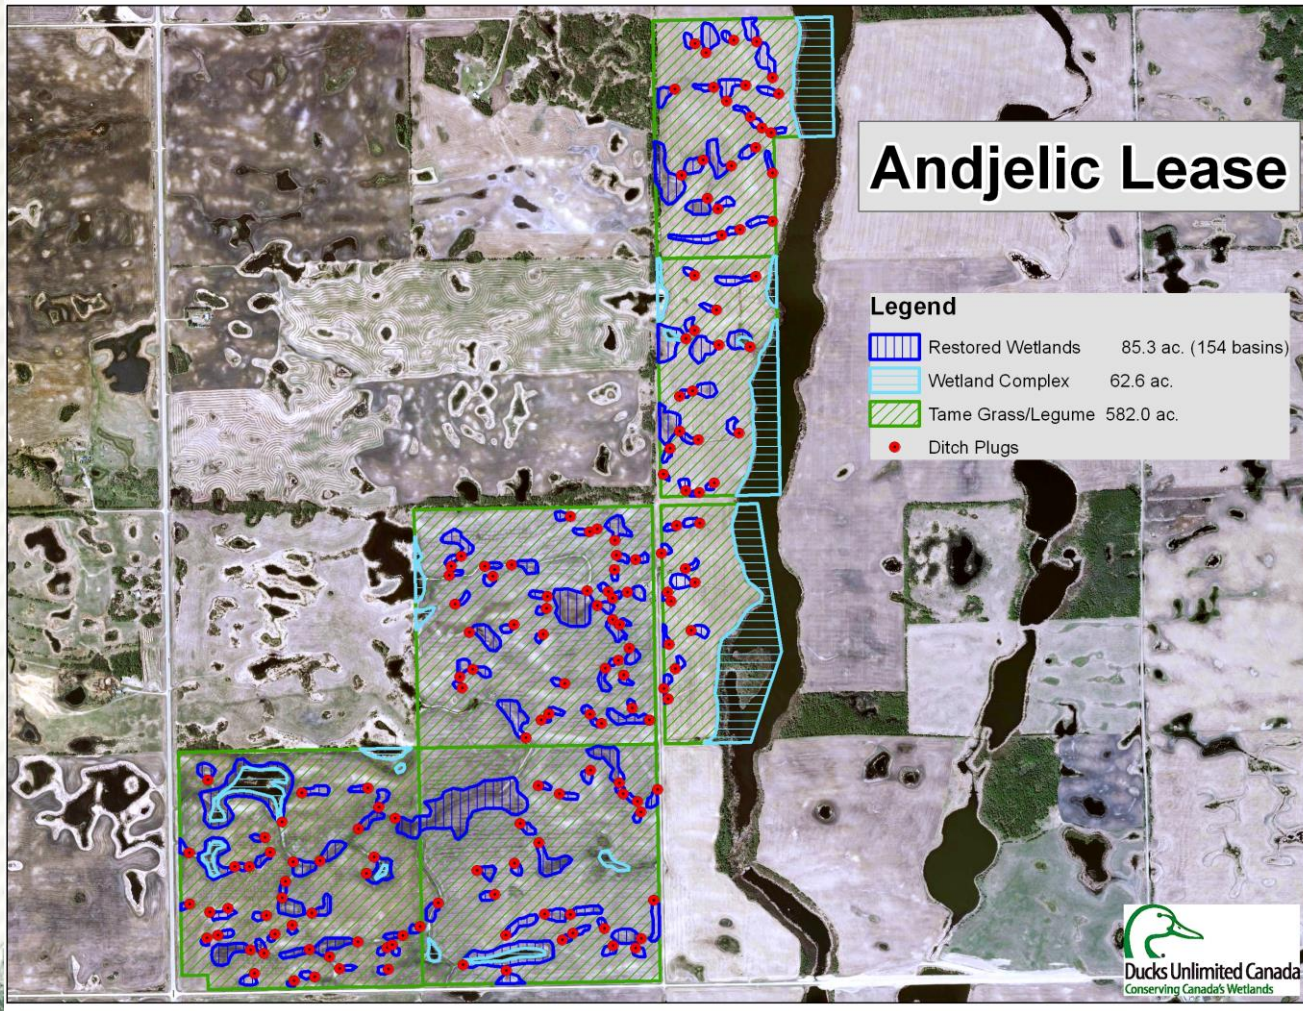 Andjelic Lease
Legend
Restored Wetlands 85.3 ac. (154 basins)
Wetland Complex 62.6 ac.
Tame Grass/Legume 582.0 ac.
Ditch Plugs
Ducks Unlimited Canada
Conserving Canada's Wetlands